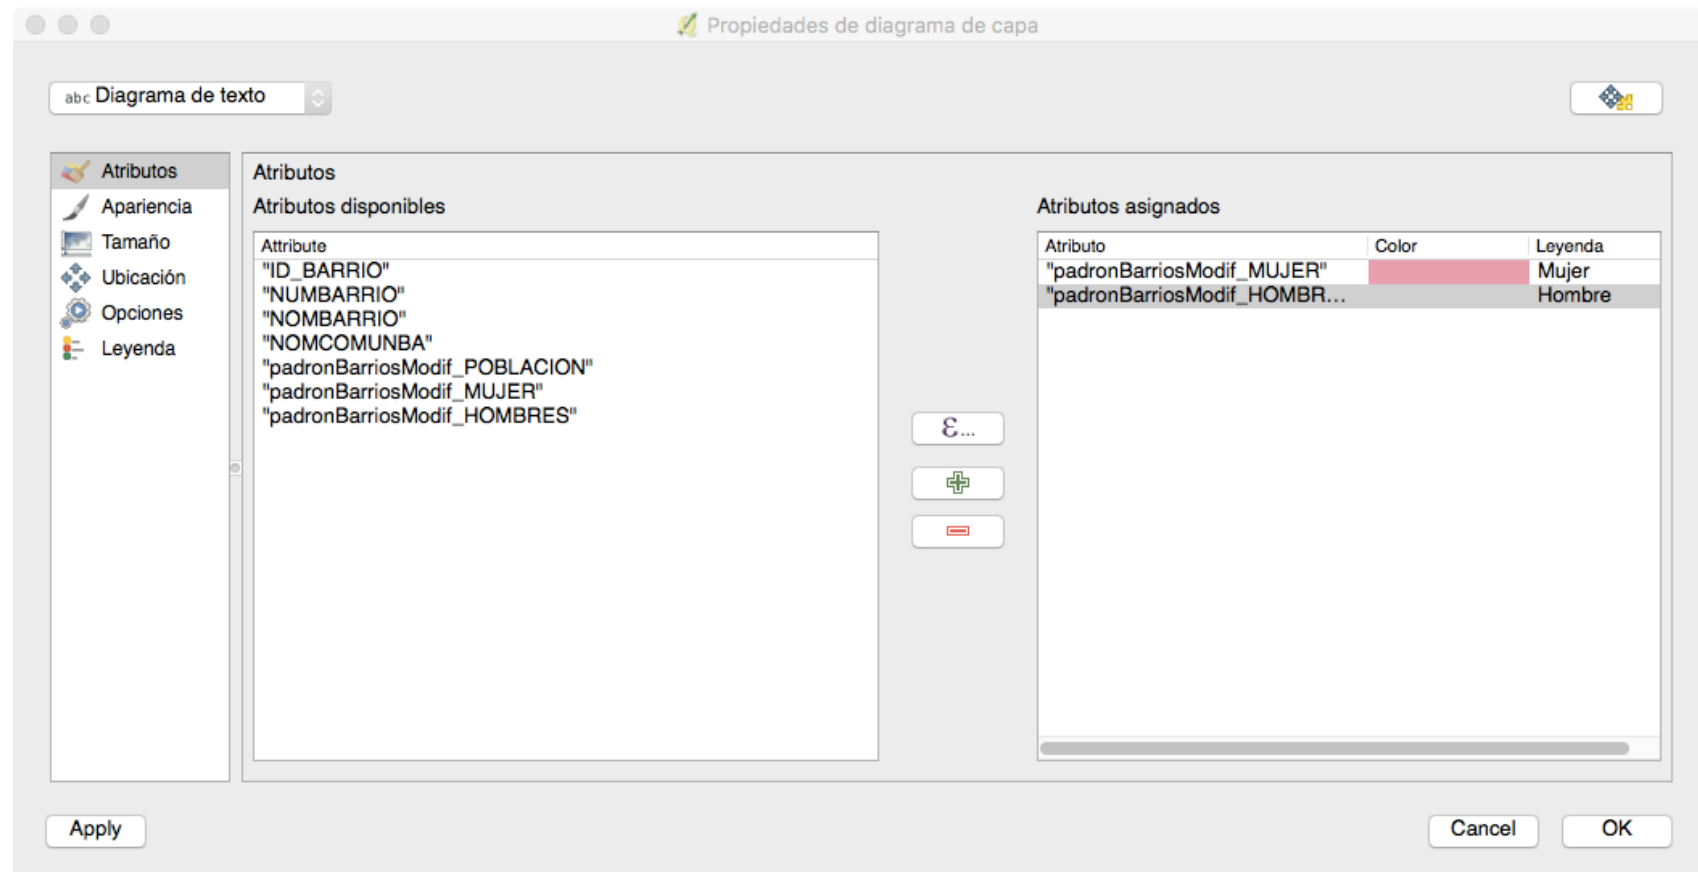 Propiedades de diagrama de capa
abc Diagrama de texto
Atributos
Apariencia
Tamaño
Ubicación
Opciones
Leyenda
Atributos
Atributos disponibles
Attribute
"ID_BARRIO"
"NUMBARRIO"
"NOMBARRIO"
"NOMCOMUNBA"
"padronBarriosModif_POBLACION"
"padronBarriosModif_MUJER"
"padronBarriosModif_HOMBRES"
ε...
Atributos asignados
Atributo Color Leyenda
"padronBarriosModif_MUJER" Mujer
"padronBarriosModif_HOMBR... Hombre
Apply
Cancel
OK